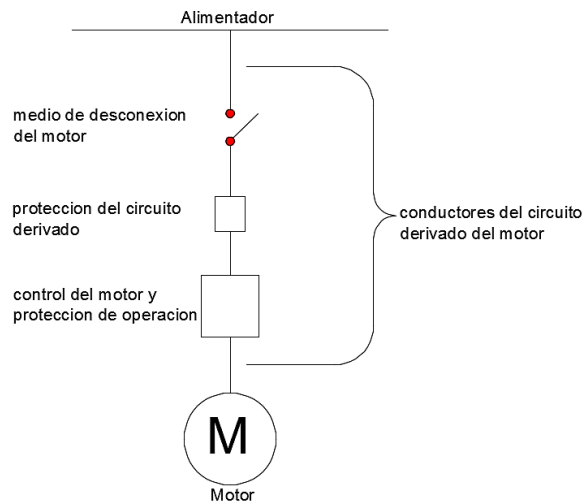 Alimentador
medio de desconexion
del motor
proteccion del circuito
derivado
conductores del circuito
derivado del motor
control del motor y
proteccion de operacion
M
Motor